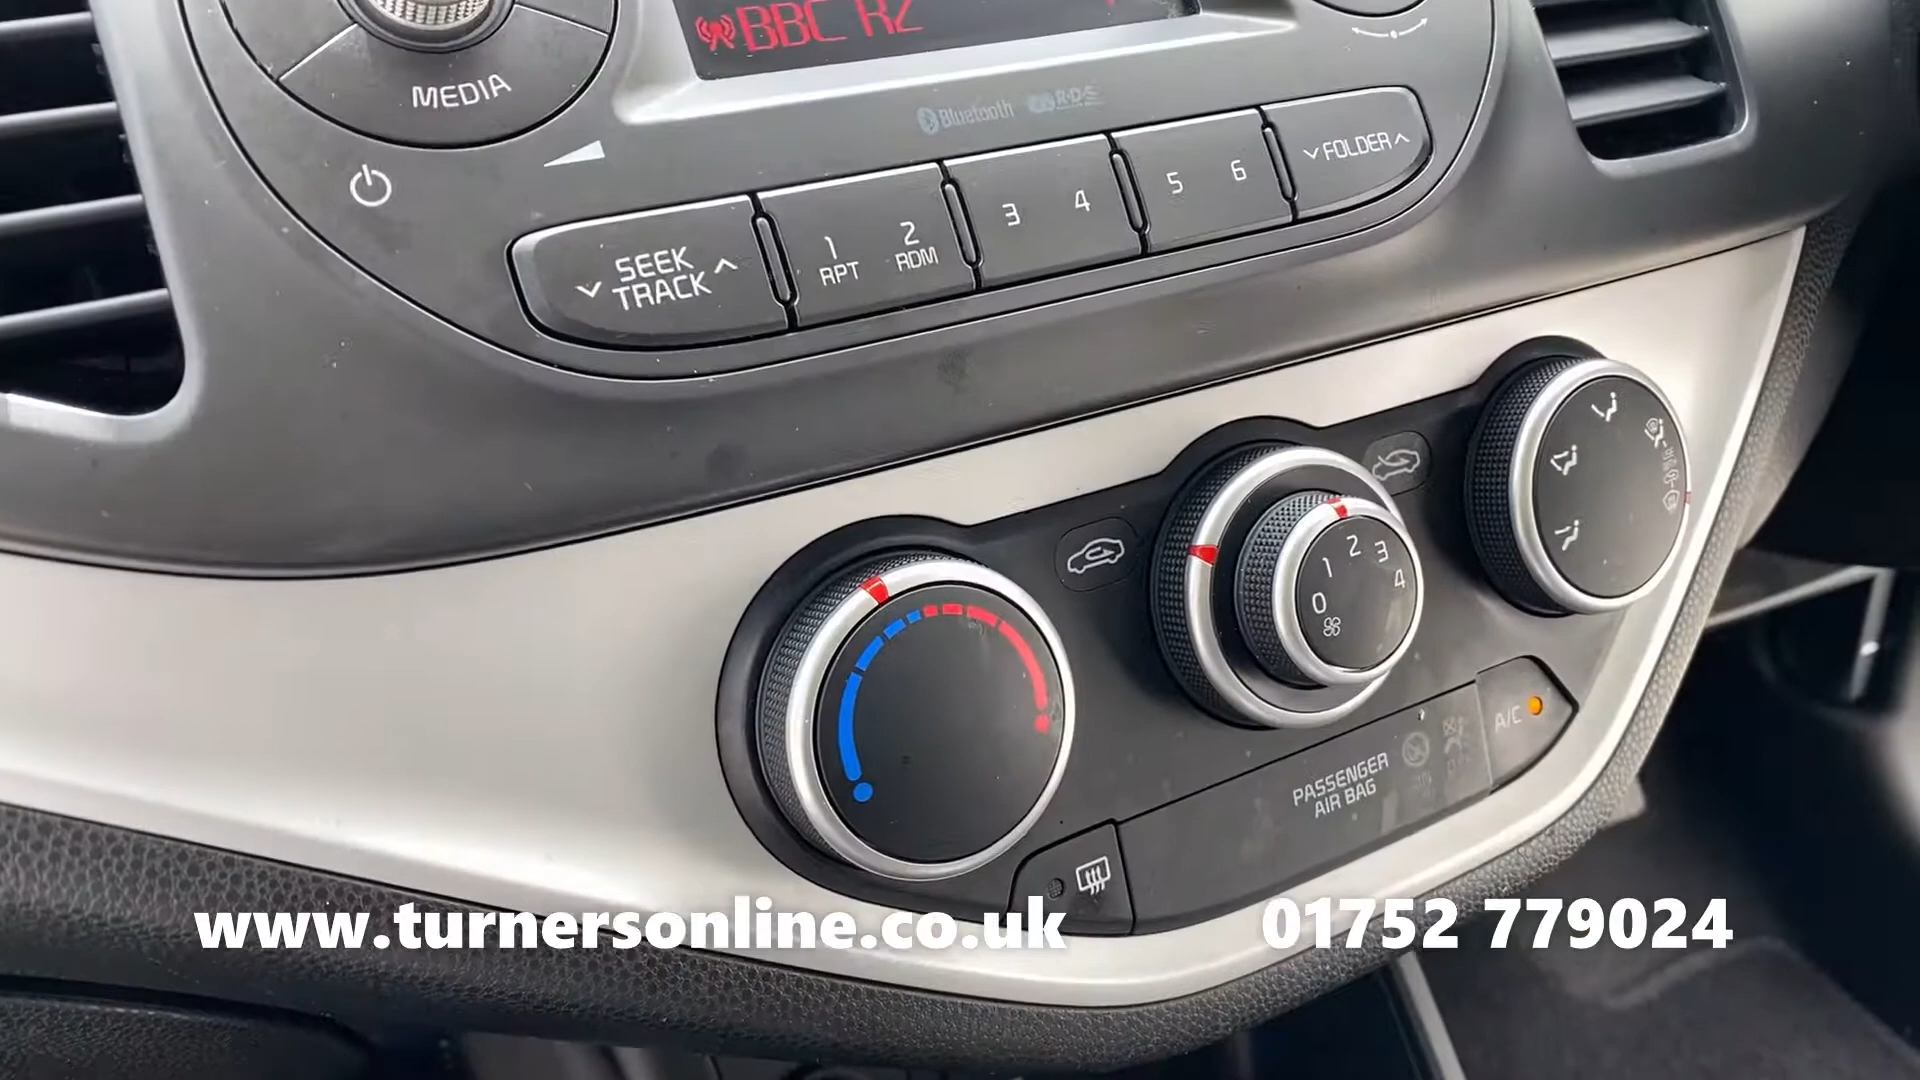 BBC R2
MEDIA
Bluetooth R·D·S
SEEK
TRACK
1 2
RPT RDM
3 4
5 6
FOLDER
0 1 2 3 4
A/C
PASSENGER
AIR BAG
www.turnersonline.co.uk 01752 779024